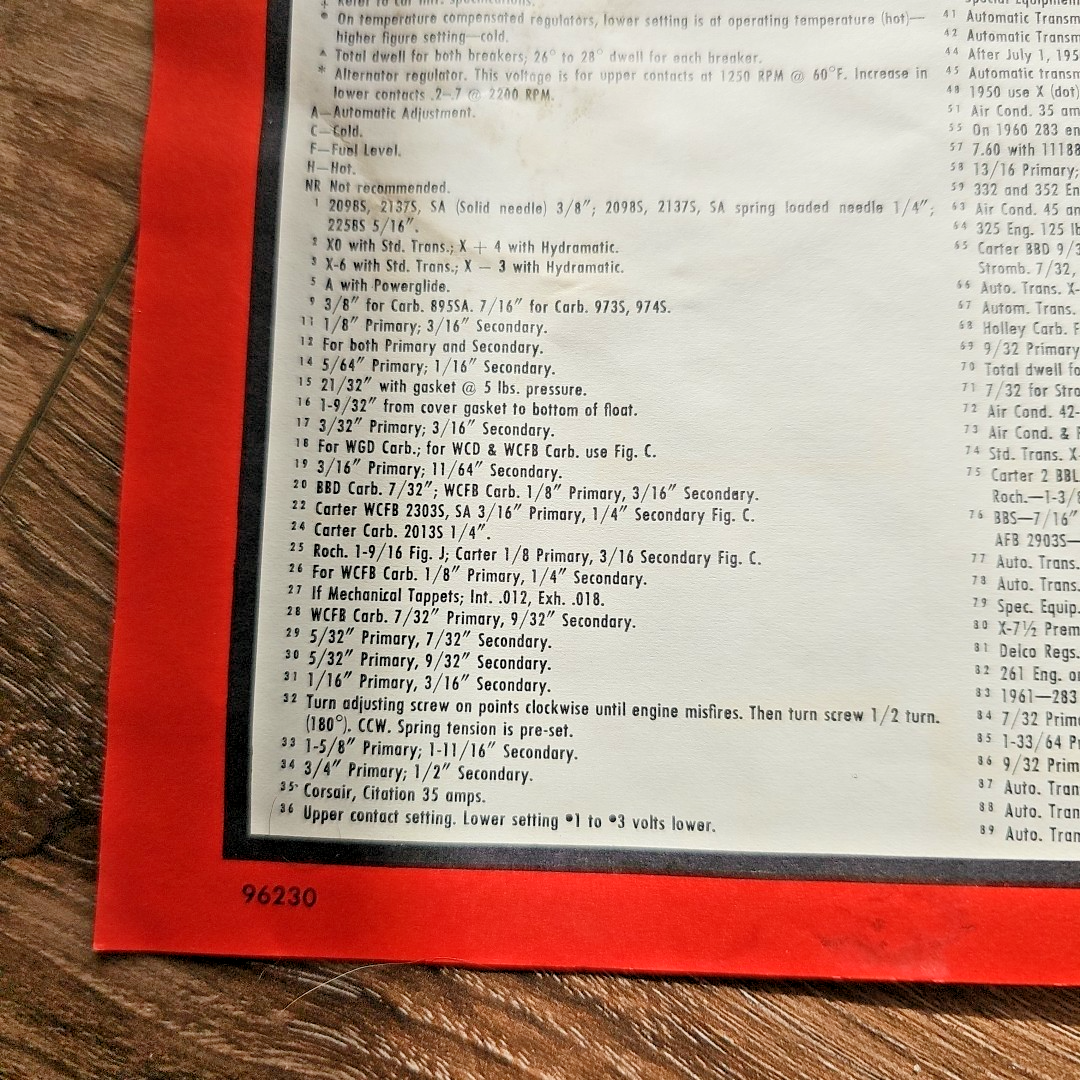 ‡ Refer to car mfr. specifications.
* On temperature compensated regulators, lower setting is at operating temperature (hot)—
higher figure setting—cold.
▲ Total dwell for both breakers; 26° to 28° dwell for each breaker.
* Alternator regulator. This voltage is for upper contacts at 1250 RPM @ 60°F. Increase in
lower contacts .2–.7 @ 2200 RPM.
A—Automatic Adjustment.
C—Cold.
F—Fuel Level.
H—Hot.
NR Not recommended.
1 2098S, 2137S, SA (Solid needle) 3/8"; 2098S, 2137S, SA spring loaded needle 1/4";
2258S 5/16".
2 X0 with Std. Trans.; X + 4 with Hydramatic.
3 X-6 with Std. Trans.; X — 3 with Hydramatic.
5 A with Powerglide.
9 3/8" for Carb. 895SA. 7/16" for Carb. 973S, 974S.
11 1/8" Primary; 3/16" Secondary.
12 For both Primary and Secondary.
14 5/64" Primary; 1/16" Secondary.
15 21/32" with gasket @ 5 lbs. pressure.
16 1-9/32" from cover gasket to bottom of float.
17 3/32" Primary; 3/16" Secondary.
18 For WGD Carb.; for WCD & WCFB Carb. use Fig. C.
19 3/16" Primary; 11/64" Secondary.
20 BBD Carb. 7/32"; WCFB Carb. 1/8" Primary, 3/16" Secondary.
22 Carter WCFB 2303S, SA 3/16" Primary, 1/4" Secondary Fig. C.
24 Carter Carb. 2013S 1/4".
25 Roch. 1-9/16 Fig. J; Carter 1/8 Primary, 3/16 Secondary Fig. C.
26 For WCFB Carb. 1/8" Primary, 1/4" Secondary.
27 If Mechanical Tappets; Int. .012, Exh. .018.
28 WCFB Carb. 7/32" Primary, 9/32" Secondary.
29 5/32" Primary, 7/32" Secondary.
30 5/32" Primary, 9/32" Secondary.
31 1/16" Primary, 3/16" Secondary.
32 Turn adjusting screw on points clockwise until engine misfires. Then turn screw 1/2 turn.
(180°). CCW. Spring tension is pre-set.
33 1-5/8" Primary; 1-11/16" Secondary.
34 3/4" Primary; 1/2" Secondary.
35 Corsair, Citation 35 amps.
36 Upper contact setting. Lower setting •1 to •3 volts lower.
41 Automatic Transm
42 Automatic Transm
44 After July 1, 195
45 Automatic transm
48 1950 use X (dot)
51 Air Cond. 35 am
55 On 1960 283 en
57 7.60 with 11188
58 13/16 Primary;
59 332 and 352 En
63 Air Cond. 45 an
64 325 Eng. 125 lb
65 Carter BBD 9/3
Stromb. 7/32,
66 Auto. Trans. X-
67 Autom. Trans.
68 Holley Carb. F
69 9/32 Primary
70 Total dwell fo
71 7/32 for Stro
72 Air Cond. 42-
73 Air Cond. &
74 Std. Trans. X
75 Carter 2 BBL
Roch.—1-3/
76 BBS—7/16"
AFB 2903S—
77 Auto. Trans.
78 Auto. Trans.
79 Spec. Equip.
80 X-7½ Prem
81 Delco Regs.
82 261 Eng. or
83 1961—283
84 7/32 Prim
85 1-33/64 Pr
86 9/32 Prim
87 Auto. Tran
88 Auto. Tran
89 Auto. Tran
96230